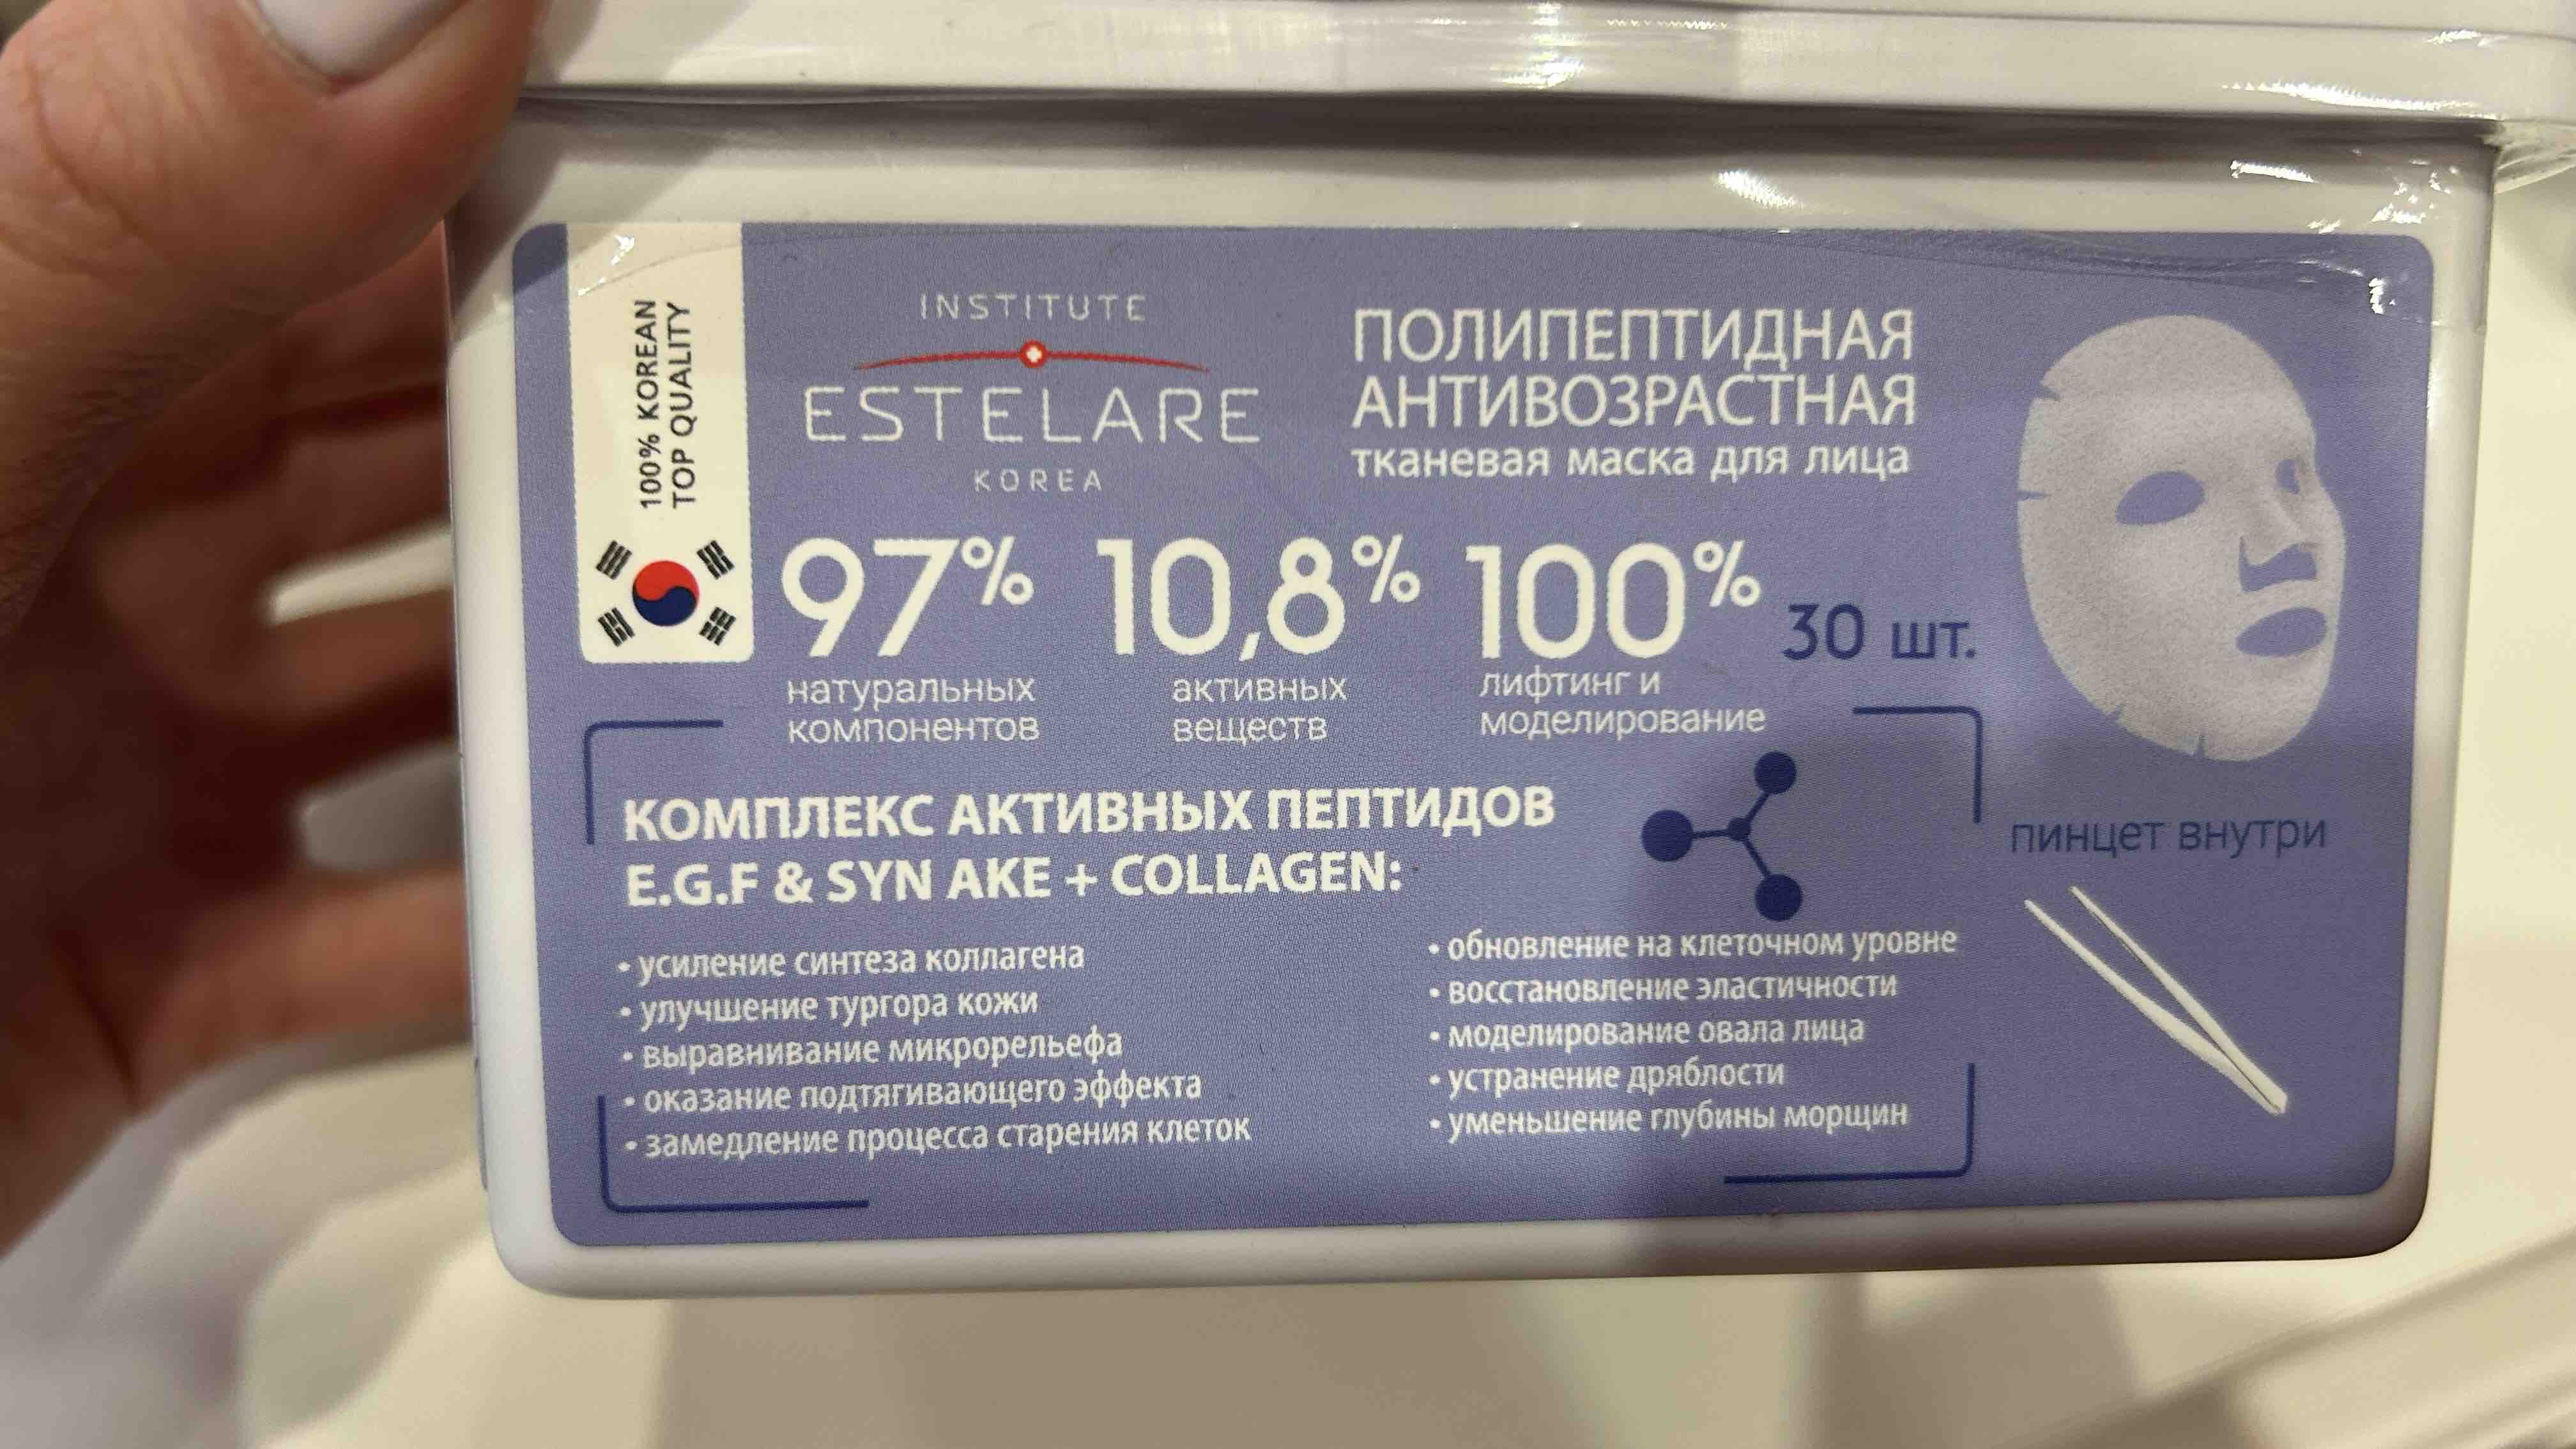 100% KOREAN
TOP QUALITY
INSTITUTE
ESTELARE
KOREA
ПОЛИПЕПТИДНАЯ
АНТИВОЗРАСТНАЯ
тканевая маска для лица
97% 10,8% 100% 30 шт.
натуральных
компонентов
активных
веществ
лифтинг и
моделирование
КОМПЛЕКС АКТИВНЫХ ПЕПТИДОВ
E.G.F & SYN AKE + COLLAGEN:
• усиление синтеза коллагена
• улучшение тургора кожи
• выравнивание микрорельефа
• оказание подтягивающего эффекта
• замедление процесса старения клеток
• обновление на клеточном уровне
• восстановление эластичности
• моделирование овала лица
• устранение дряблости
• уменьшение глубины морщин
пинцет внутри